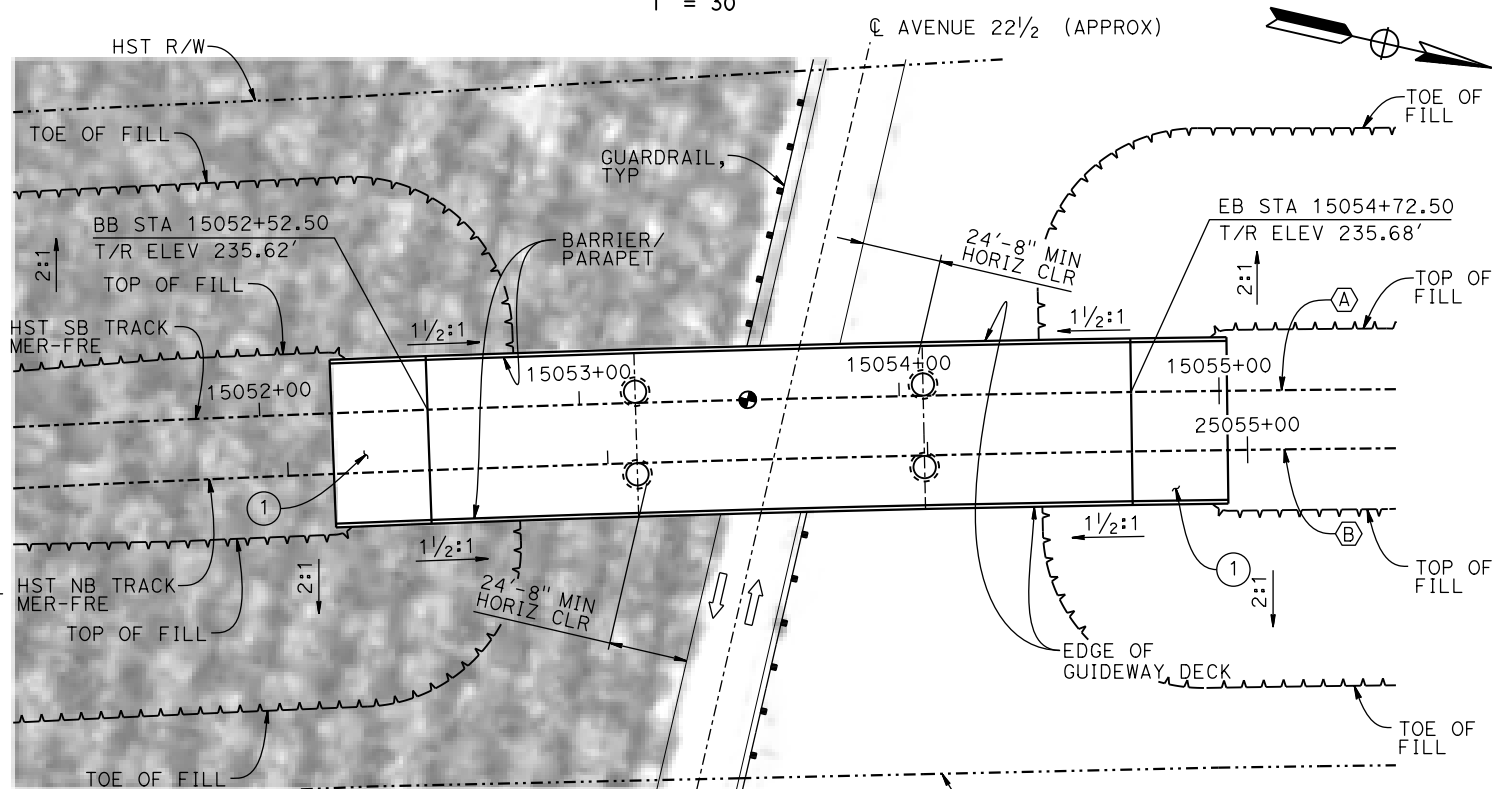 1" = 30'
℄ AVENUE 22½ (APPROX)
HST R/W
TOE OF FILL
GUARDRAIL,
TYP
TOE OF
FILL
BB STA 15052+52.50
T/R ELEV 235.62'
BARRIER/
PARAPET
24'-8" MIN
HORIZ CLR
EB STA 15054+72.50
T/R ELEV 235.68'
2:1
2:1
TOP OF FILL
TOP OF
FILL
A
HST SB TRACK
MER-FRE
1½:1
1½:1
15052+00
15053+00
15054+00
15055+00
25055+00
1
1½:1
1½:1
B
HST NB TRACK
MER-FRE
2:1
24'-8" MIN
HORIZ CLR
1
2:1
TOP OF
FILL
TOP OF FILL
EDGE OF
GUIDEWAY DECK
TOE OF
FILL
TOE OF FILL